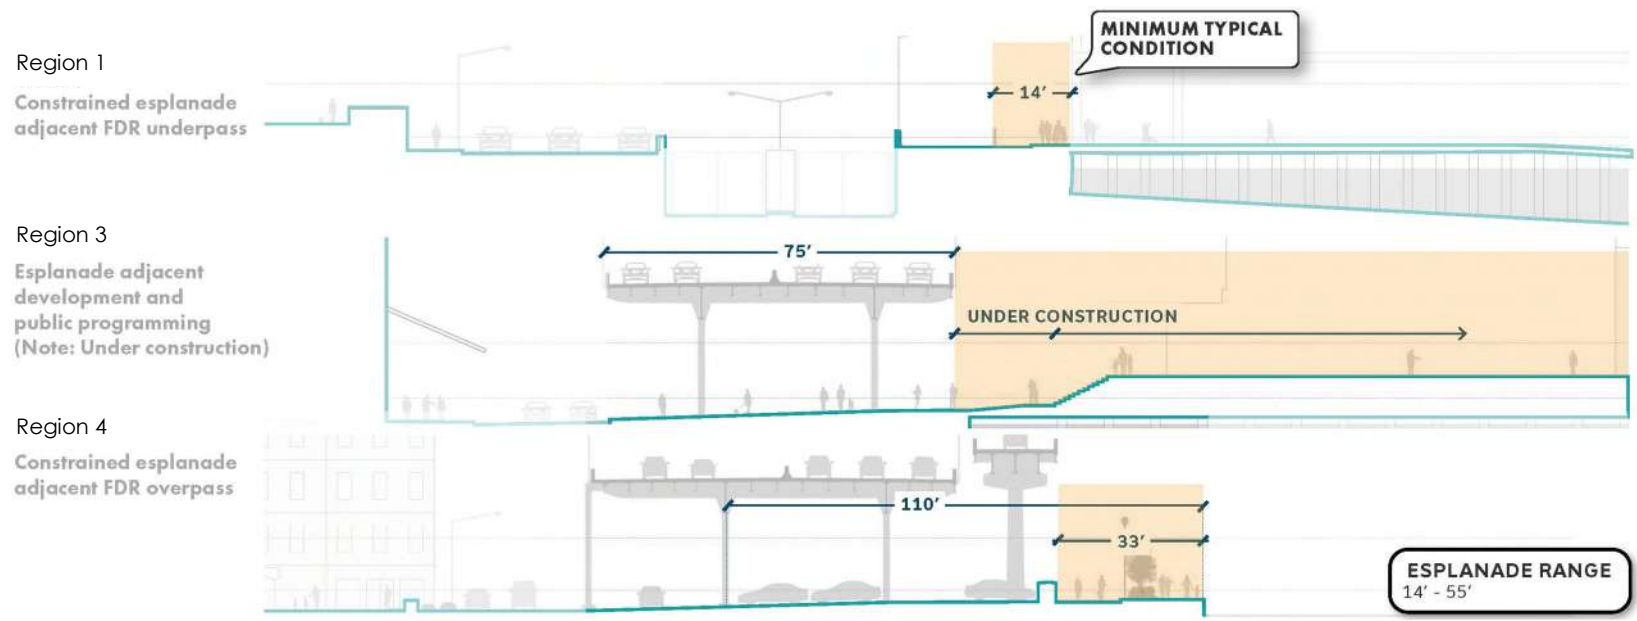 Region 1
Constrained esplanade
adjacent FDR underpass
MINIMUM TYPICAL
CONDITION
14’
Region 3
Esplanade adjacent
development and
public programming
(Note: Under construction)
75’
UNDER CONSTRUCTION
Region 4
Constrained esplanade
adjacent FDR overpass
110’
33’
ESPLANADE RANGE
14’ - 55’